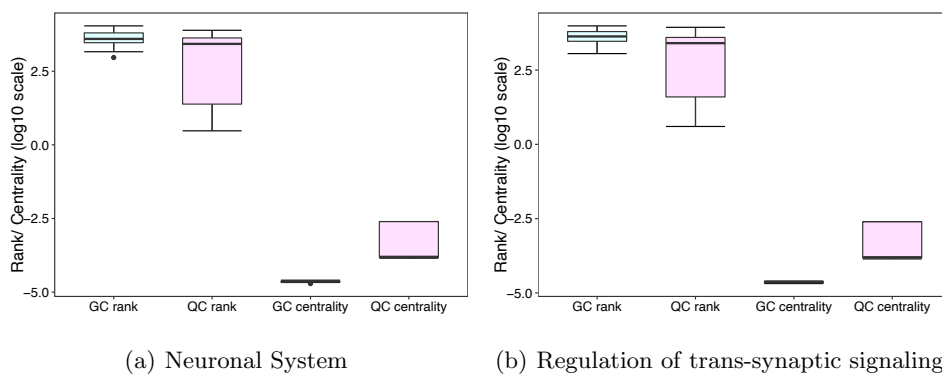 Rank/ Centrality (log10 scale)
2.5
0.0
−2.5
−5.0
GC rank QC rank GC centrality QC centrality
(a) Neuronal System
Rank/ Centrality (log10 scale)
2.5
0.0
−2.5
−5.0
GC rank QC rank GC centrality QC centrality
(b) Regulation of trans-synaptic signaling